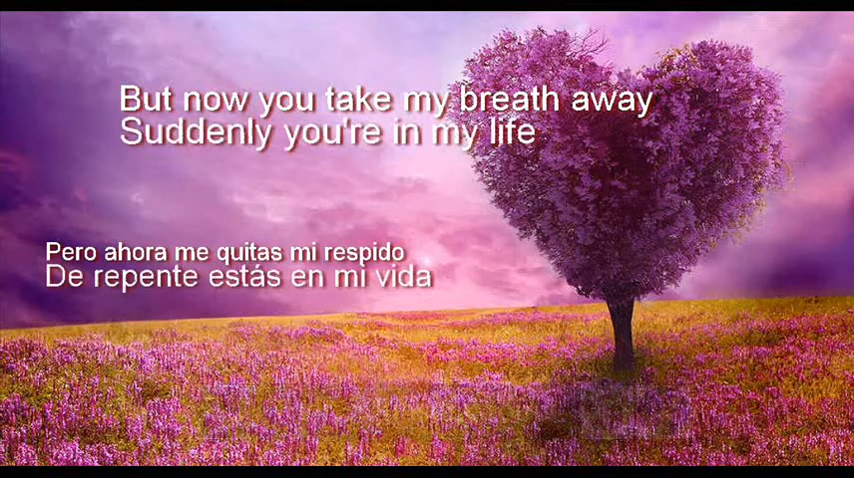 But now you take my breath away
Suddenly you're in my life
Pero ahora me quitas mi respido
De repente estás en mi vida